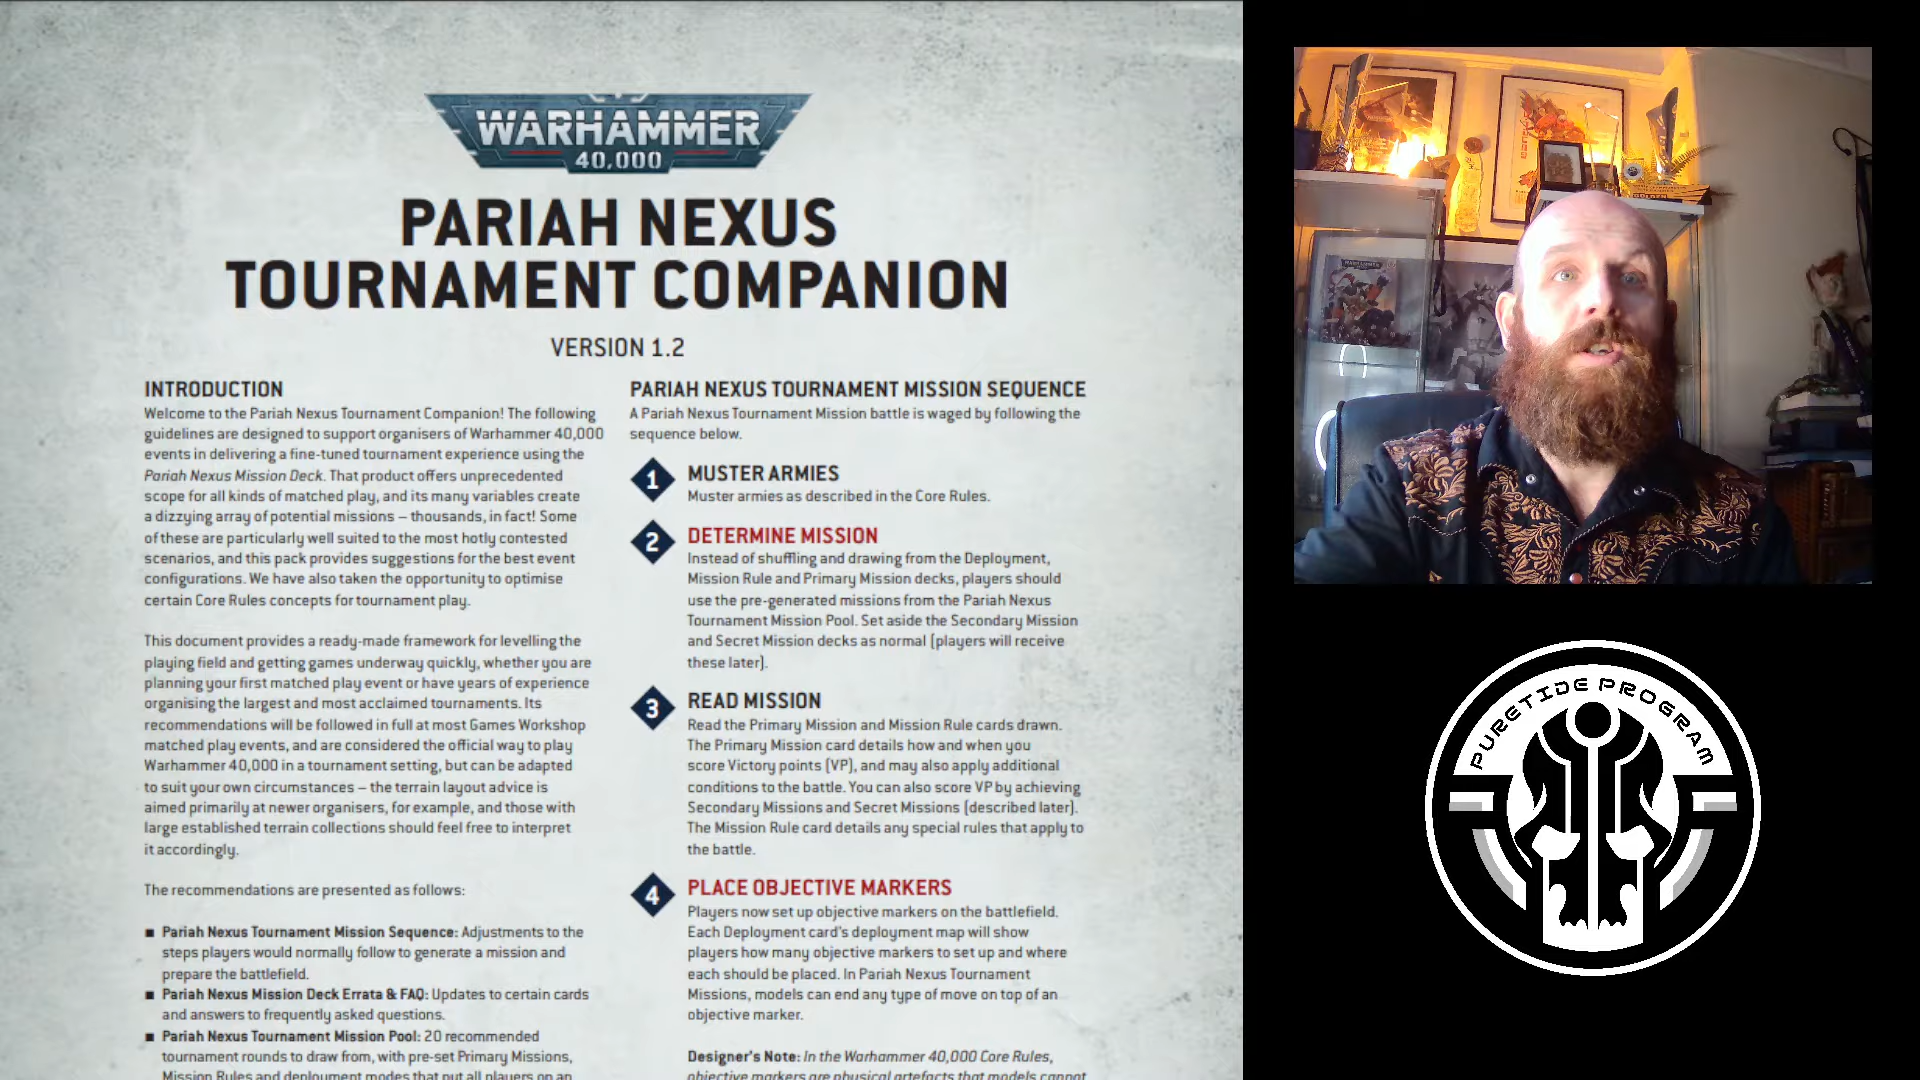 WARHAMMER
40,000
PARIAH NEXUS
TOURNAMENT COMPANION
VERSION 1.2
INTRODUCTION
Welcome to the Pariah Nexus Tournament Companion! The following
guidelines are designed to support organisers of Warhammer 40,000
events in delivering a fine-tuned tournament experience using the
Pariah Nexus Mission Deck. That product offers unprecedented
scope for all kinds of matched play, and its many variables create
a dizzying array of potential missions – thousands, in fact! Some
of these are particularly well suited to the most hotly contested
scenarios, and this pack provides suggestions for the best event
configurations. We have also taken the opportunity to optimise
certain Core Rules concepts for tournament play.
This document provides a ready-made framework for levelling the
playing field and getting games underway quickly, whether you are
planning your first matched play event or have years of experience
organising the largest and most acclaimed tournaments. Its
recommendations will be followed in full at most Games Workshop
matched play events, and are considered the official way to play
Warhammer 40,000 in a tournament setting, but can be adapted
to suit your own circumstances – the terrain layout advice is
aimed primarily at newer organisers, for example, and those with
large established terrain collections should feel free to interpret
it accordingly.
The recommendations are presented as follows:
■ Pariah Nexus Tournament Mission Sequence: Adjustments to the
steps players would normally follow to generate a mission and
prepare the battlefield.
■ Pariah Nexus Mission Deck Errata & FAQ: Updates to certain cards
and answers to frequently asked questions.
■ Pariah Nexus Tournament Mission Pool: 20 recommended
tournament rounds to draw from, with pre-set Primary Missions,
Mission Rules and deployment modes that put all players on an
PARIAH NEXUS TOURNAMENT MISSION SEQUENCE
A Pariah Nexus Tournament Mission battle is waged by following the
sequence below.
1 MUSTER ARMIES
Muster armies as described in the Core Rules.
2 DETERMINE MISSION
Instead of shuffling and drawing from the Deployment,
Mission Rule and Primary Mission decks, players should
use the pre-generated missions from the Pariah Nexus
Tournament Mission Pool. Set aside the Secondary Mission
and Secret Mission decks as normal (players will receive
these later).
3 READ MISSION
Read the Primary Mission and Mission Rule cards drawn.
The Primary Mission card details how and when you
score Victory points (VP), and may also apply additional
conditions to the battle. You can also score VP by achieving
Secondary Missions and Secret Missions (described later).
The Mission Rule card details any special rules that apply to
the battle.
4 PLACE OBJECTIVE MARKERS
Players now set up objective markers on the battlefield.
Each Deployment card's deployment map will show
players how many objective markers to set up and where
each should be placed. In Pariah Nexus Tournament
Missions, models can end any type of move on top of an
objective marker.
Designer's Note: In the Warhammer 40,000 Core Rules,
objective markers are physical artefacts that models cannot
PURETIDE PROGRAM